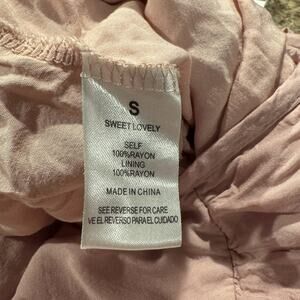 S
SWEET LOVELY
SELF
100%RAYON
LINING
100%RAYON
MADE IN CHINA
SEE REVERSE FOR CARE
VE EL REVERSO PARA EL CUIDADO